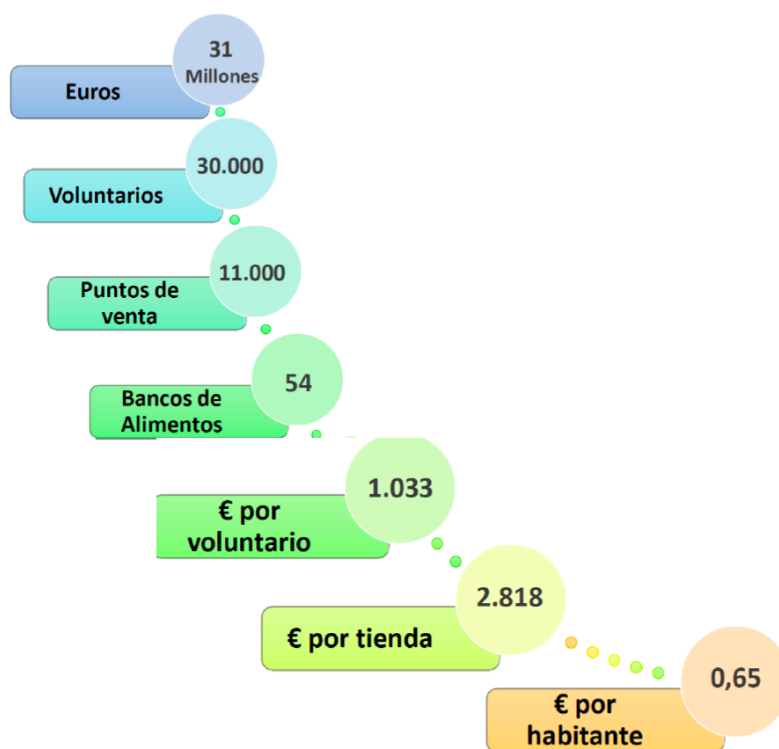 31
Millones
Euros
30.000
Voluntarios
11.000
Puntos de
venta
54
Bancos de
Alimentos
1.033
€ por
voluntario
2.818
€ por tienda
0,65
€ por
habitante